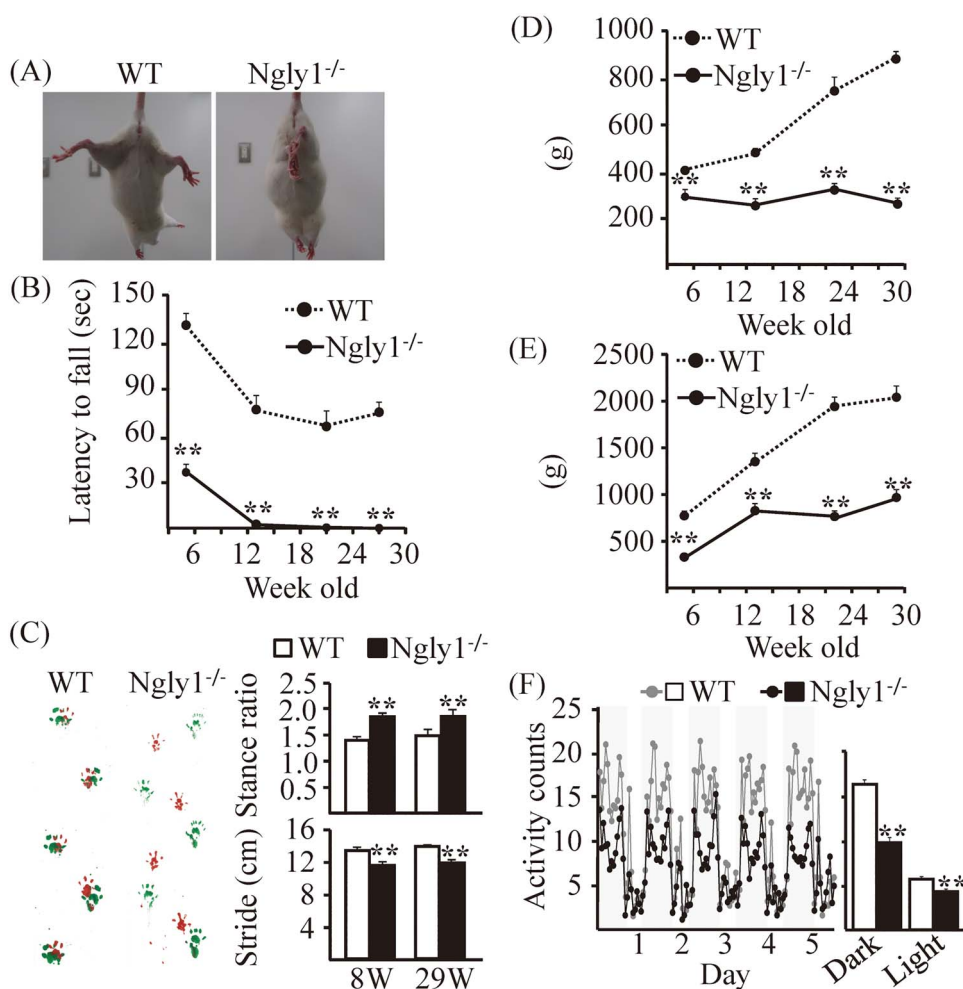 (A)
WT Ngly1-/-
(B)
150
120
90
60
30
Latency to fall (sec)
WT
Ngly1-/-
**
** ** **
6 12 18 24 30
Week old
(C)
WT Ngly1-/-
WT Ngly1-/-
Stance ratio
2.5
2.0
1.5
1.0
0.5
** **
Stride (cm)
16
12
8
4
** **
8W 29W
(D)
1000
800
600
400
200
(g)
WT
Ngly1-/-
** ** ** **
6 12 18 24 30
Week old
(E)
2500
2000
1500
1000
500
(g)
WT
Ngly1-/-
** ** ** **
6 12 18 24 30
Week old
(F)
WT Ngly1-/-
Activity counts
25
20
15
10
5
1 2 3 4 5
Day
**
**
Dark Light